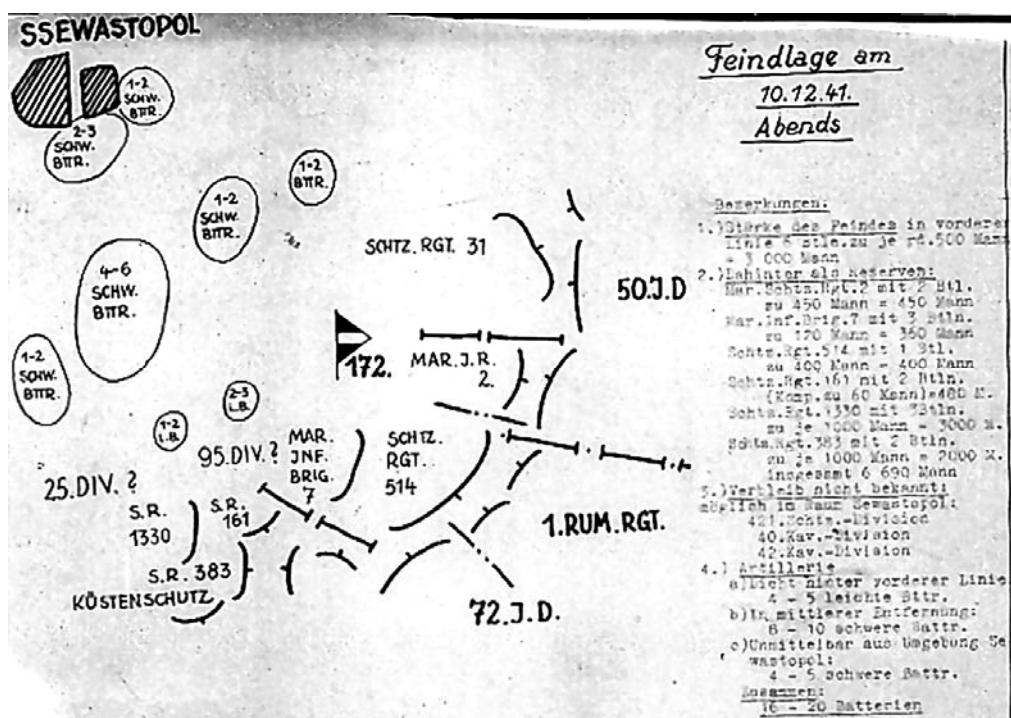 SSEWASTOPOL
1-2
SCHW.
BTTR.
2-3
SCHW.
BTTR.
1-2
BTTR.
1-2
SCHW.
BTTR.
4-6
SCHW.
BTTR.
1-2
SCHW.
BTTR.
2-3
L.B.
1-2
L.B.
SCHTZ. RGT. 31
50.J.D
172.
MAR. J.R.
2.
95.DIV.?
MAR.
JNF.
BRIG.
7
SCHTZ.
RGT.
514
25.DIV. ?
S.R.
1330
S.R.
161
S.R. 383
KÜSTENSCHUTZ
1.RUM.RGT.
72.J.D.
Feindlage am
10.12.41.
Abends
Bemerkungen:
1.)Stärke des Feindes in vorderer
Linie 6 Btle.zu je rd.500 Mann
= 3 000 Mann
2.)Dahinter als Reserven:
Mar.Schtz.Rgt.2 mit 2 Btl.
zu 450 Mann = 450 Mann
Mar.Inf.Brig.7 mit 3 Btln.
zu 120 Mann = 360 Mann
Schtz.Rgt.514 mit 1 Btl.
zu 400 Mann = 400 Mann
Schtz.Rgt.161 mit 2 Btln.
(Komp.zu 60 Mann)=480 M.
Schtz.Rgt.1330 mit 3Btln.
zu je 1000 Mann = 3000 M.
Schtz.Rgt.383 mit 2 Btln.
zu je 1000 Mann = 2000 M.
insgesamt 6 690 Mann
3.)Verbleib nicht bekannt:
möglich im Raum Sewastopol:
421.Schtz.-Division
40.Kav.-Division
42.Kav.-Division
4.) Artillerie
a)Dicht hinter vorderer Linie
4 - 5 leichte Bttr.
b)In mittlerer Entfernung:
8 - 10 schwere Battr.
c)Unmittelbar aus Umgebung Se
wastopol:
4 - 5 schwere Battr.
Zusammen:
16 - 20 Batterien